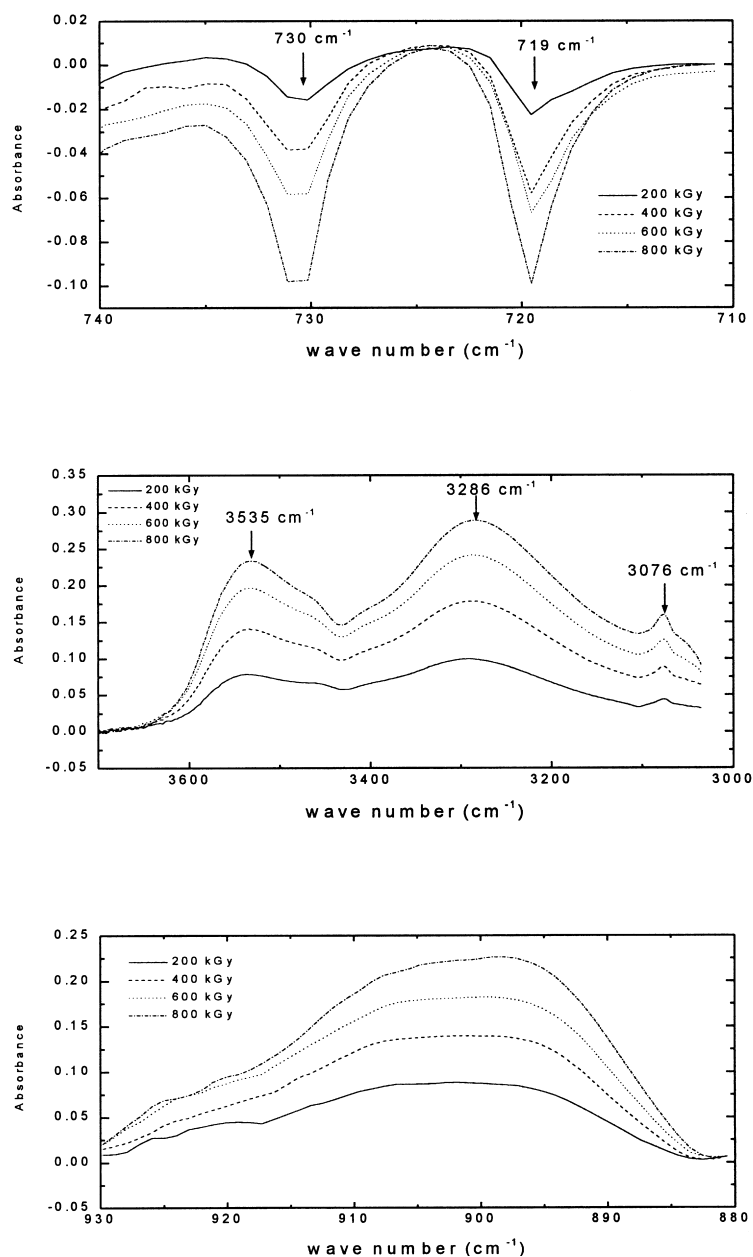 0.02
730 cm⁻¹
719 cm⁻¹
0.00
-0.02
-0.04
-0.06
-0.08
-0.10
Absorbance
200 kGy
400 kGy
600 kGy
800 kGy
740
730
720
710
wave number (cm⁻¹)
0.35
0.30
0.25
0.20
0.15
0.10
0.05
0.00
-0.05
Absorbance
200 kGy
400 kGy
600 kGy
800 kGy
3535 cm⁻¹
3286 cm⁻¹
3076 cm⁻¹
3600
3400
3200
3000
wave number (cm⁻¹)
0.25
0.20
0.15
0.10
0.05
0.00
-0.05
Absorbance
200 kGy
400 kGy
600 kGy
800 kGy
930
920
910
900
890
880
wave number (cm⁻¹)